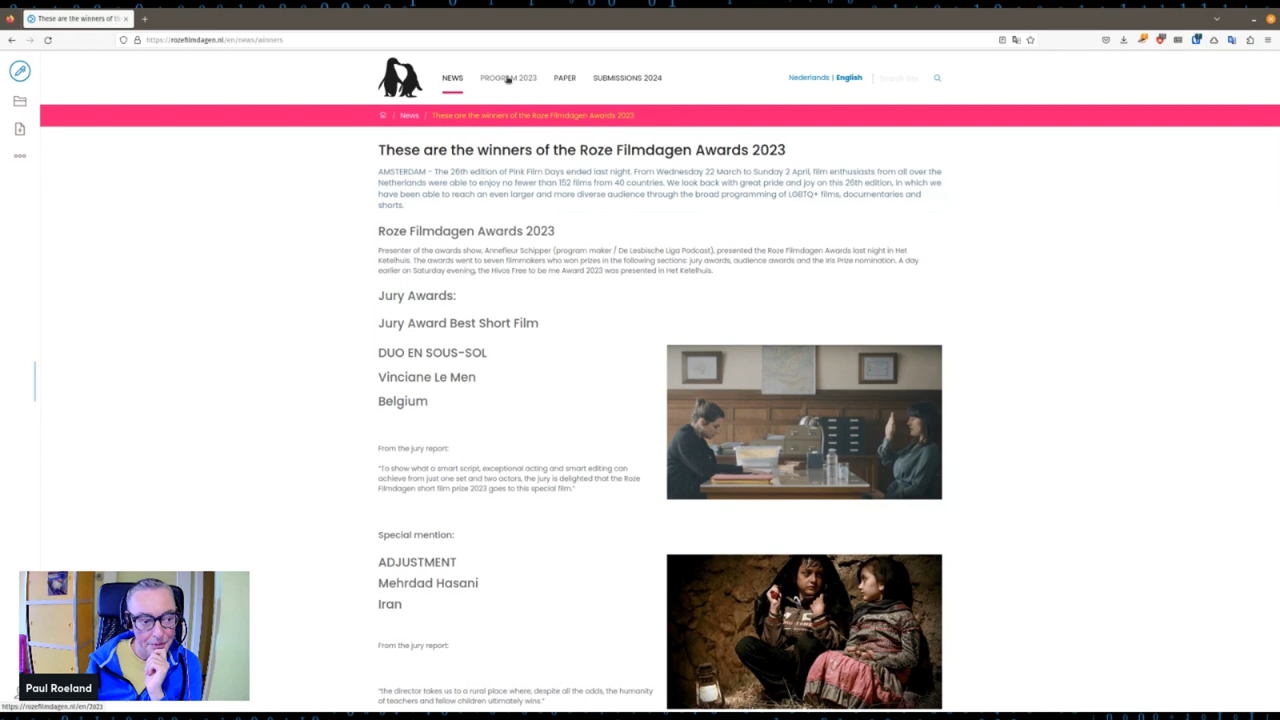 These are the winners of th
https://rozefilmdagen.nl/en/news/winners
NEWS
PROGRAM 2023
PAPER
SUBMISSIONS 2024
Nederlands | English
Search site
/ News / These are the winners of the Roze Filmdagen Awards 2023
These are the winners of the Roze Filmdagen Awards 2023
AMSTERDAM - The 26th edition of Pink Film Days ended last night. From Wednesday 22 March to Sunday 2 April, film enthusiasts from all over the
Netherlands were able to enjoy no fewer than 152 films from 40 countries. We look back with great pride and joy on this 26th edition, in which we
have been able to reach an even larger and more diverse audience through the broad programming of LGBTQ+ films, documentaries and
shorts.
Roze Filmdagen Awards 2023
Presenter of the awards show, Annefleur Schipper (program maker / De Lesbische Liga Podcast), presented the Roze Filmdagen Awards last night in Het
Ketelhuis. The awards went to seven filmmakers who won prizes in the following sections: jury awards, audience awards and the Iris Prize nomination. A day
earlier on Saturday evening, the Hivos Free to be me Award 2023 was presented in Het Ketelhuis.
Jury Awards:
Jury Award Best Short Film
DUO EN SOUS-SOL
Vinciane Le Men
Belgium
From the jury report:
"To show what a smart script, exceptional acting and smart editing can
achieve from just one set and two actors, the jury is delighted that the Roze
Filmdagen short film prize 2023 goes to this special film."
Special mention:
ADJUSTMENT
Mehrdad Hasani
Iran
From the jury report:
"the director takes us to a rural place where, despite all the odds, the humanity
of teachers and fellow children ultimately wins."
Paul Roeland
https://rozefilmdagen.nl/en/2023